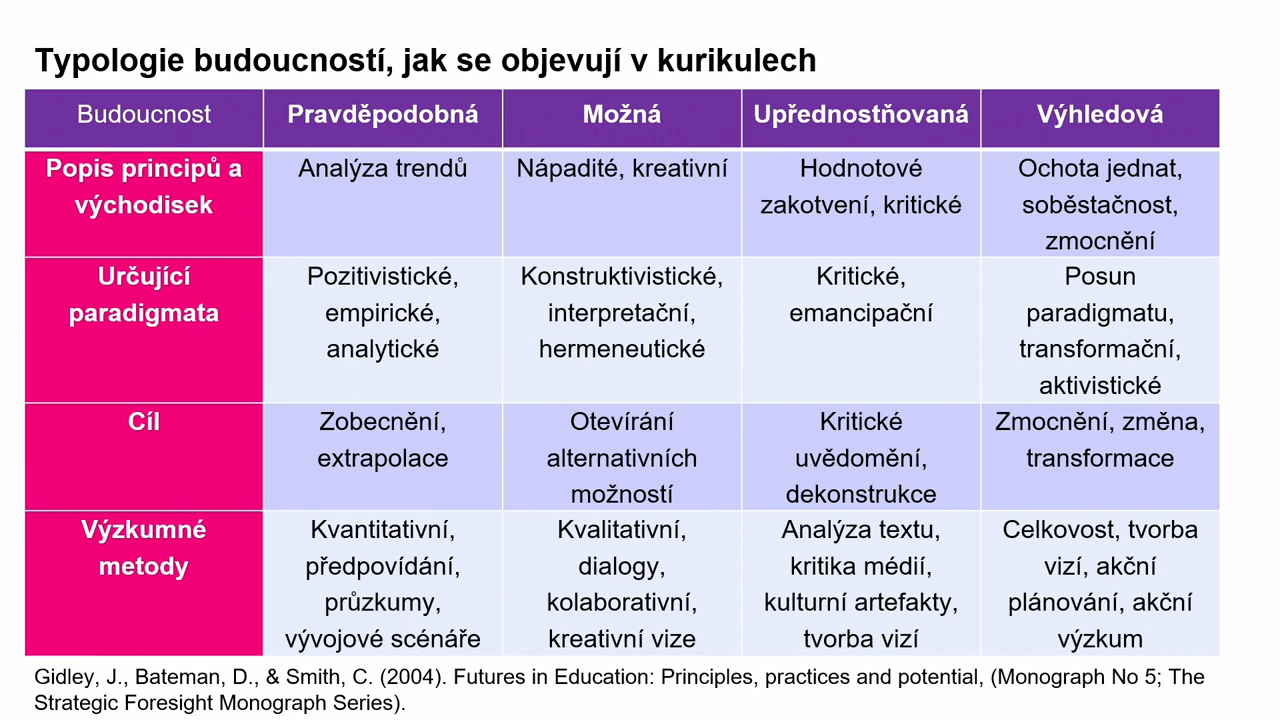 Typologie budoucností, jak se objevují v kurikulech
Budoucnost
Pravděpodobná
Možná
Upřednostňovaná
Výhledová
Popis principů a
východisek
Analýza trendů
Nápadité, kreativní
Hodnotové
zakotvení, kritické
Ochota jednat,
soběstačnost,
zmocnění
Určující
paradigmata
Pozitivistické,
empirické,
analytické
Konstruktivistické,
interpretační,
hermeneutické
Kritické,
emancipační
Posun
paradigmatu,
transformační,
aktivistické
Cíl
Zobecnění,
extrapolace
Otevírání
alternativních
možností
Kritické
uvědomění,
dekonstrukce
Zmocnění, změna,
transformace
Výzkumné
metody
Kvantitativní,
předpovídání,
průzkumy,
vývojové scénáře
Kvalitativní,
dialogy,
kolaborativní,
kreativní vize
Analýza textu,
kritika médií,
kulturní artefakty,
tvorba vizí
Celkovost, tvorba
vizí, akční
plánování, akční
výzkum
Gidley, J., Bateman, D., & Smith, C. (2004). Futures in Education: Principles, practices and potential, (Monograph No 5; The
Strategic Foresight Monograph Series).